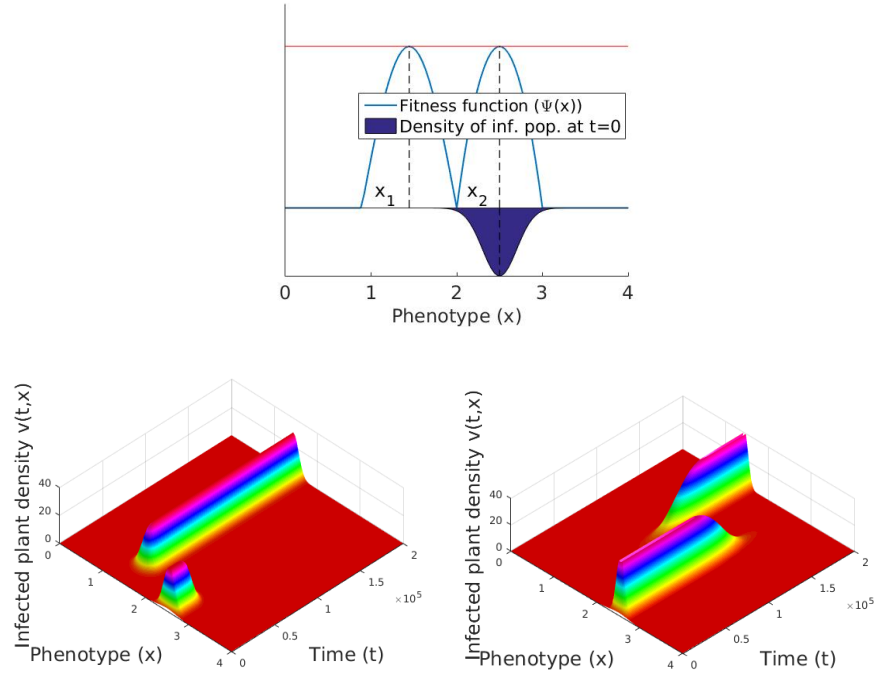 Fitness function (Ψ(x))
Density of inf. pop. at t=0
x1
x2
0 1 2 3 4
Phenotype (x)
Infected plant density v(t,x)
40
20
0
0
1
2
3
4
0
0.5
1
1.5
2
×10^5
Phenotype (x)
Time (t)
Infected plant density v(t,x)
40
20
0
0
1
2
3
4
0
0.5
1
1.5
2
×10^5
Phenotype (x)
Time (t)